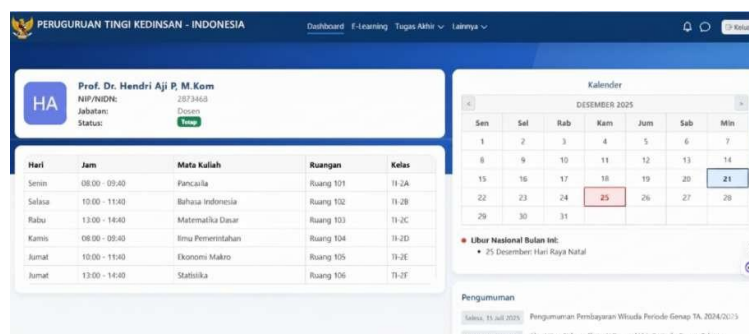 PERUGURUAN TINGI KEDINSAN - INDONESIA
Dashboard E-Learning Tugas Akhir Lainnya
Kelua
HA
Prof. Dr. Hendri Aji P, M.Kom
NIP/NIDN: 2873468
Jabatan: Dosen
Status: Tetap
Hari Jam Mata Kuliah Ruangan Kelas
Senin 08:00 - 09:40 Pancasila Ruang 101 TI-2A
Selasa 10:00 - 11:40 Bahasa Indonesia Ruang 102 TI-2B
Rabu 13:00 - 14:40 Matematika Dasar Ruang 103 TI-2C
Kamis 08:00 - 09:40 Ilmu Pemerintahan Ruang 104 TI-2D
Jumat 10:00 - 11:40 Ekonomi Makro Ruang 105 TI-2E
Jumat 13:00 - 14:40 Statistika Ruang 106 TI-2F
Kalender
< DESEMBER 2025 >
Sen Sel Rab Kam Jum Sab Min
1 2 3 4 5 6 7
8 9 10 11 12 13 14
15 16 17 18 19 20 21
22 23 24 25 26 27 28
29 30 31
Libur Nasional Bulan Ini:
• 25 Desember: Hari Raya Natal
Pengumuman
Selasa, 15 Juli 2025 Pengumuman Pembayaran Wisuda Periode Genap TA. 2024/2025